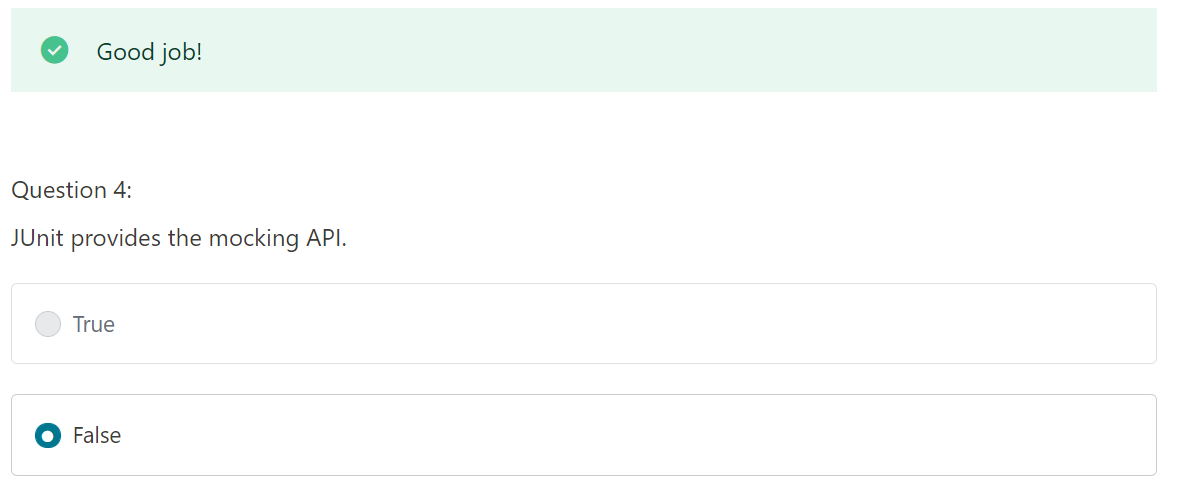 Good job!
Question 4:
JUnit provides the mocking API.
True
False